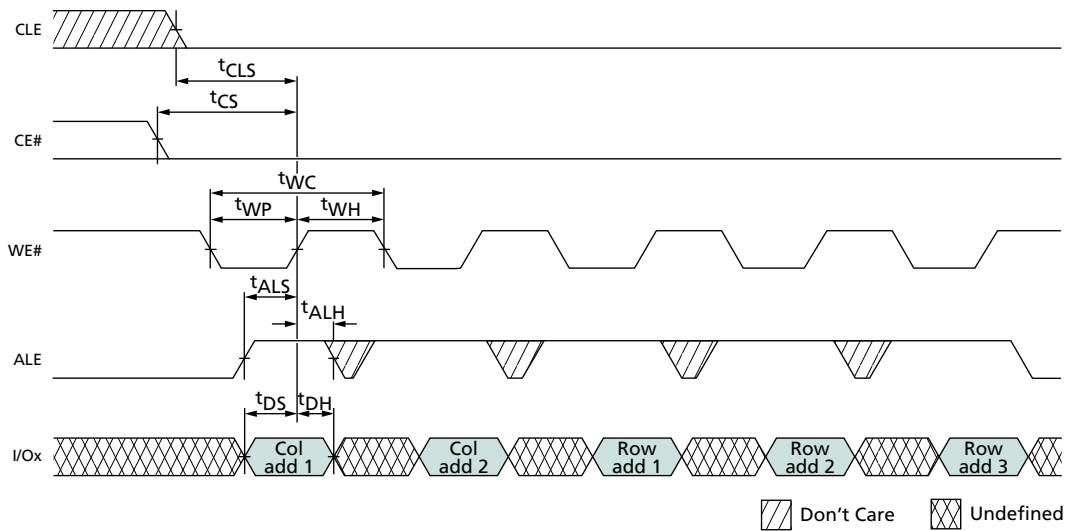 CLE
tCLS
tCS
CE#
tWC
tWP tWH
WE#
tALS
tALH
ALE
tDS tDH
I/Ox
Col add 1
Col add 2
Row add 1
Row add 2
Row add 3
Don't Care
Undefined